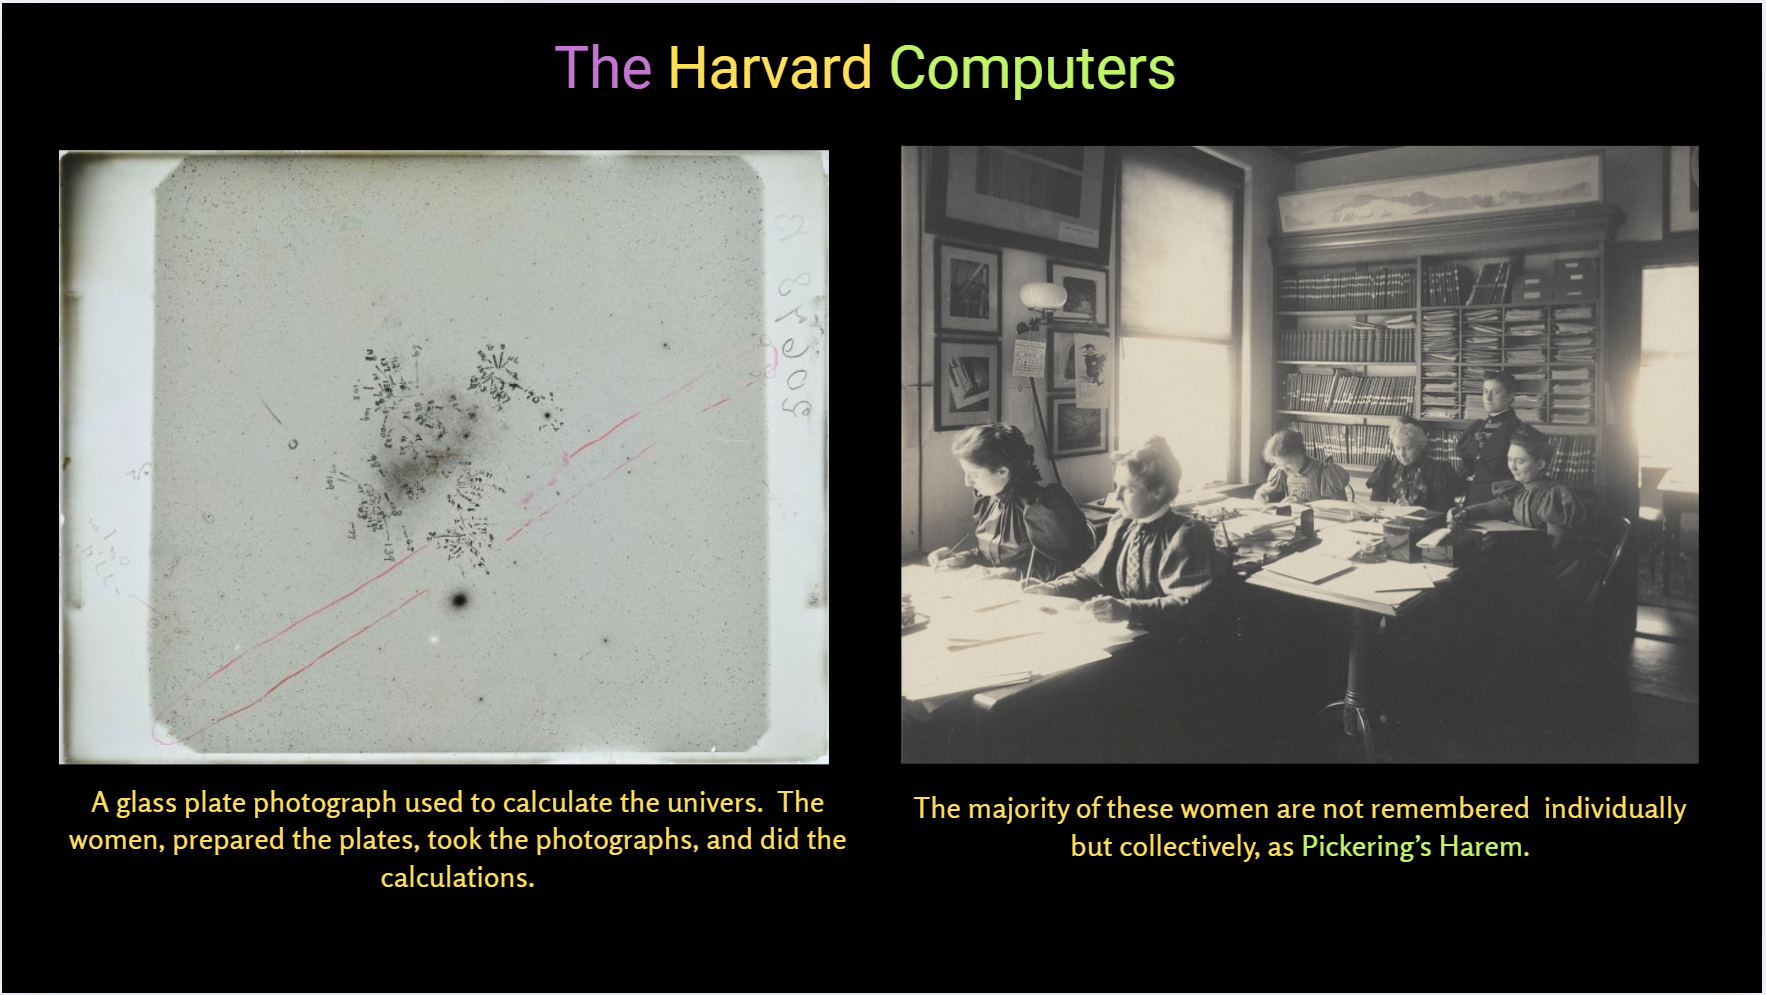 The Harvard Computers
A glass plate photograph used to calculate the univers.  The
women, prepared the plates, took the photographs, and did the
calculations.
The majority of these women are not remembered  individually
but collectively, as Pickering’s Harem.